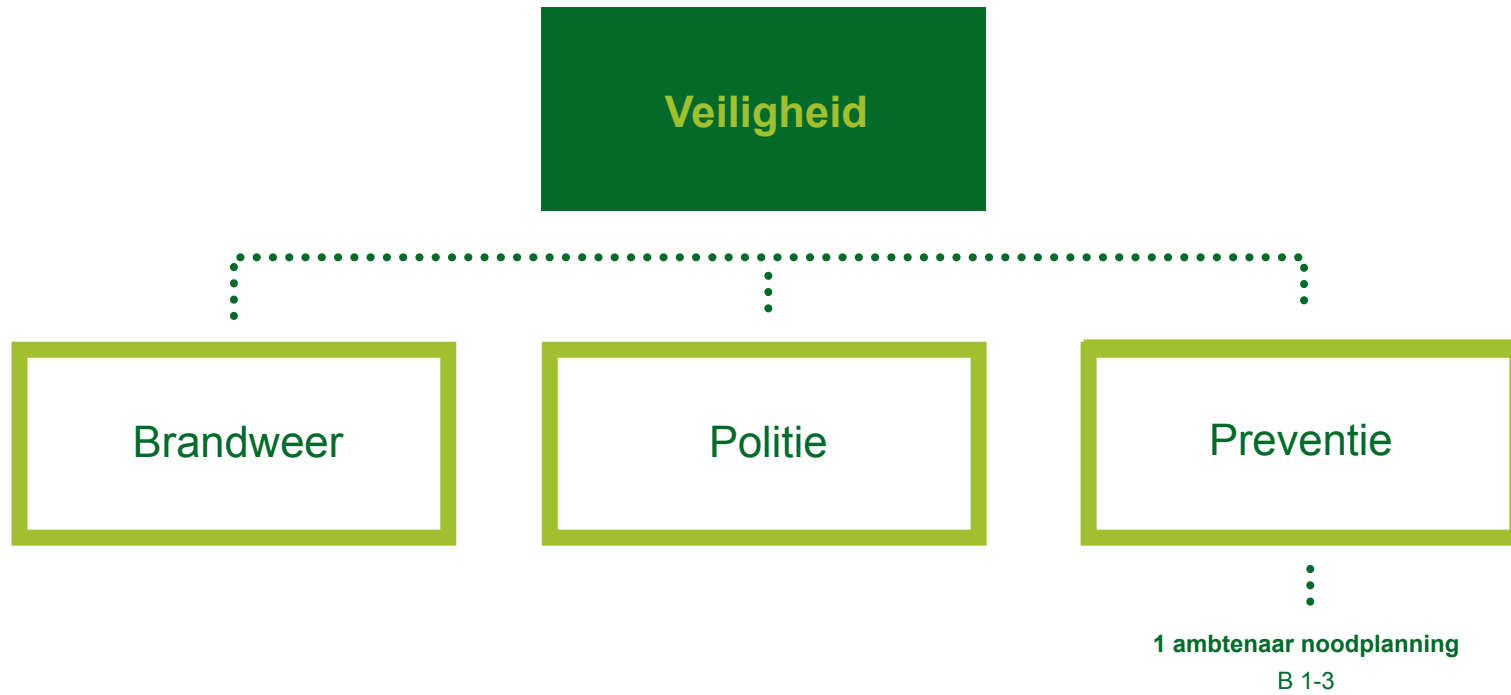 Veiligheid
Brandweer
Politie
Preventie
1 ambtenaar noodplanning
B 1-3